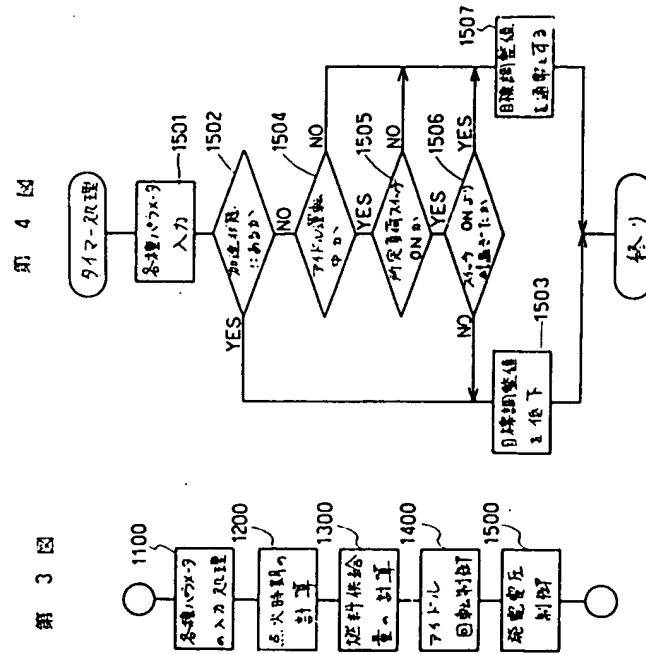 第 3 図
1100
各種パラメータ
の入力処理
1200
点火時期の
計算
1300
燃料供給
量の計算
1400
アイドル
回転制御
1500
発電電圧
制御
第 4 図
タイマー処理
1501
各種パラメータ
入力
1502
加速状態
にあるか
YES
NO
1504
アイドル運転
中か
NO
YES
1505
所定負荷スイッチ
ONか
NO
YES
1506
スイッチ ONより
YES
NO
1503
目標調整値
を低下
1507
目標調整値
を通常とする
終り